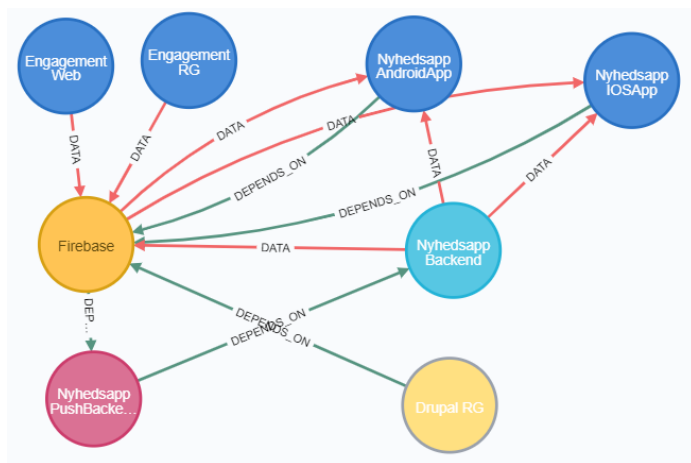 Engagement
Web
Engagement
RG
Nyhedsapp
AndroidApp
Nyhedsapp
IOSApp
DATA
DATA
DATA
DATA
DATA
DATA
DEPENDS_ON
DEPENDS_ON
Firebase
DATA
Nyhedsapp
Backend
DEP...
DEPENDS_ON
DEPENDS_ON
Nyhedsapp
PushBacke...
Drupal RG